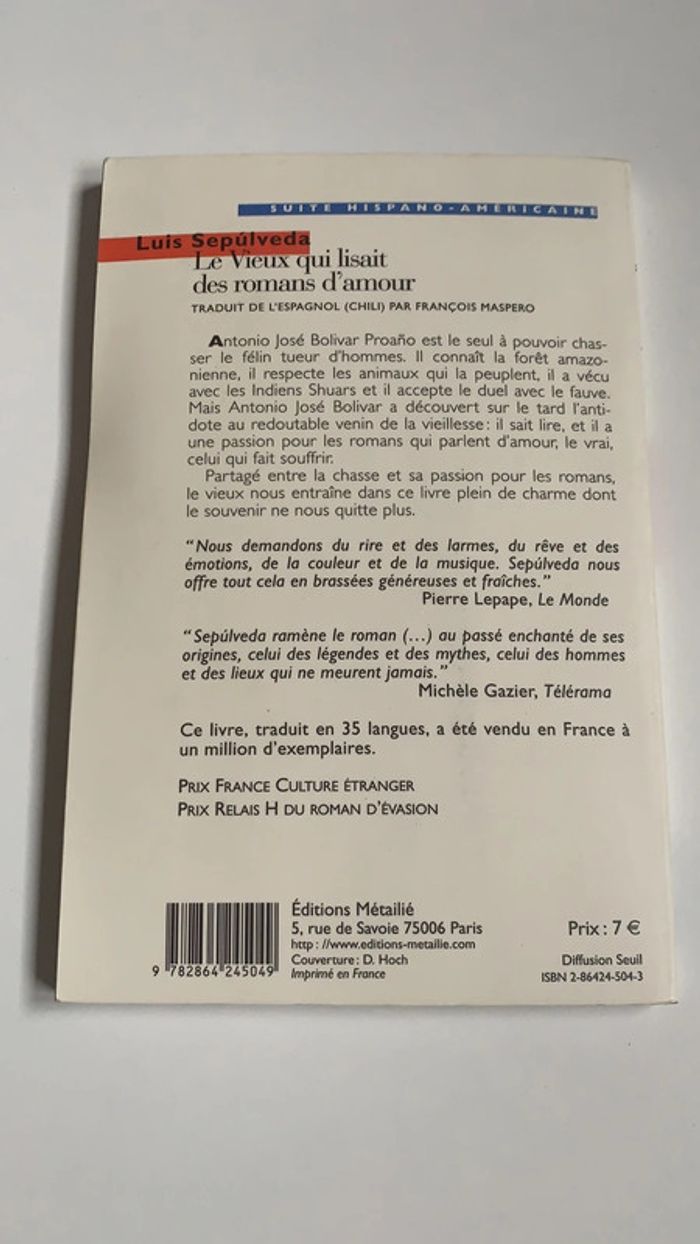 SUITE HISPANO-AMÉRICAINE
Luis Sepúlveda
Le Vieux qui lisait
des romans d'amour
TRADUIT DE L'ESPAGNOL (CHILI) PAR FRANÇOIS MASPERO
Antonio José Bolivar Proaño est le seul à pouvoir chas-
ser le félin tueur d'hommes. Il connaît la forêt amazo-
nienne, il respecte les animaux qui la peuplent, il a vécu
avec les Indiens Shuars et il accepte le duel avec le fauve.
Mais Antonio José Bolivar a découvert sur le tard l'anti-
dote au redoutable venin de la vieillesse : il sait lire, et il a
une passion pour les romans qui parlent d'amour, le vrai,
celui qui fait souffrir.
Partagé entre la chasse et sa passion pour les romans,
le vieux nous entraîne dans ce livre plein de charme dont
le souvenir ne nous quitte plus.
"Nous demandons du rire et des larmes, du rêve et des
émotions, de la couleur et de la musique. Sepúlveda nous
offre tout cela en brassées généreuses et fraîches."
Pierre Lepape, Le Monde
"Sepúlveda ramène le roman (...) au passé enchanté de ses
origines, celui des légendes et des mythes, celui des hommes
et des lieux qui ne meurent jamais."
Michèle Gazier, Télérama
Ce livre, traduit en 35 langues, a été vendu en France à
un million d'exemplaires.
PRIX FRANCE CULTURE ÉTRANGER
PRIX RELAIS H DU ROMAN D'ÉVASION
Éditions Métailié
5, rue de Savoie 75006 Paris
http : //www.editions-metailie.com
Couverture : D. Hoch
Imprimé en France
9 782864 245049
Prix : 7 €
Diffusion Seuil
ISBN 2-86424-504-3